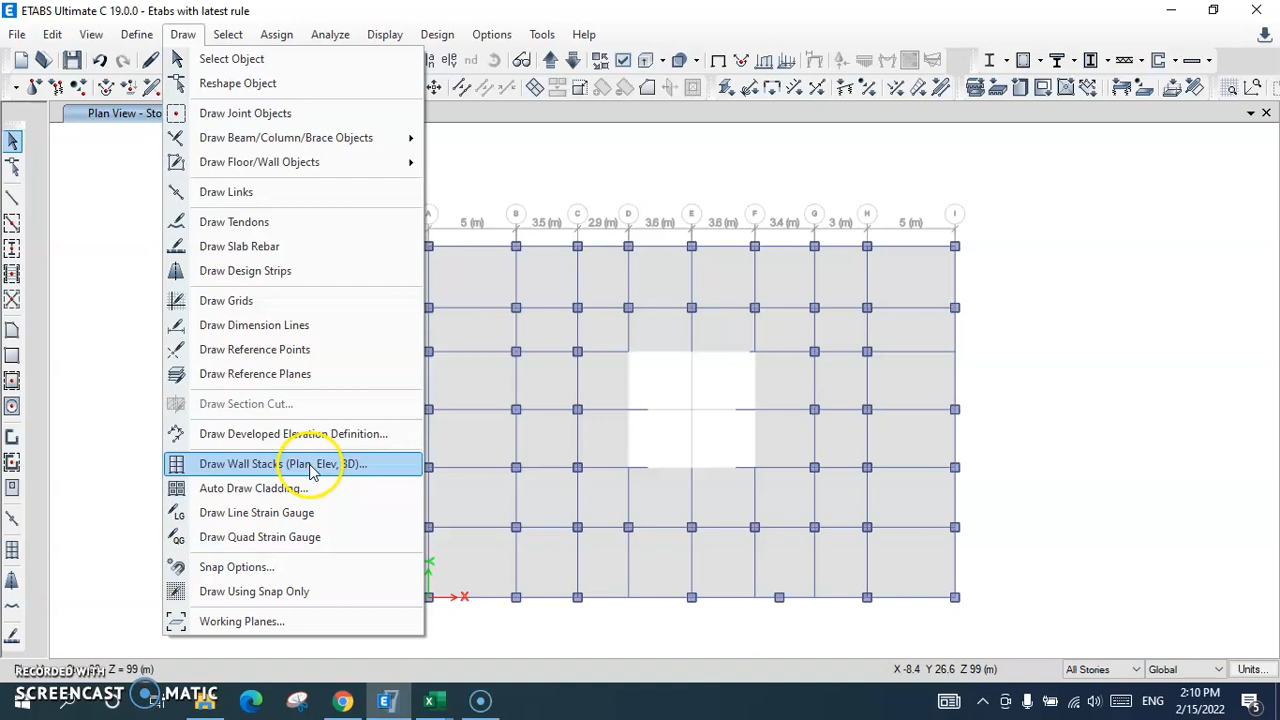 ETABS Ultimate C 19.0.0.0 - Etabs with latest rule
File Edit View Define Draw Select Assign Analyze Display Design Options Tools Help
Select Object
Reshape Object
Plan View - Sto
Draw Joint Objects
Draw Beam/Column/Brace Objects
Draw Floor/Wall Objects
Draw Links
Draw Tendons
Draw Slab Rebar
Draw Design Strips
Draw Grids
Draw Dimension Lines
Draw Reference Points
Draw Reference Planes
Draw Section Cut...
Draw Developed Elevation Definition...
Draw Wall Stacks (Plan, Elev, 3D)...
Auto Draw Cladding...
Draw Line Strain Gauge
Draw Quad Strain Gauge
Snap Options...
Draw Using Snap Only
Working Planes...
A B C D E F G H I
5 (m) 3.5 (m) 2.9 (m) 3.6 (m) 3.6 (m) 3.4 (m) 3 (m) 5 (m)
Y
X
Z = 99 (m)
X -8.4 Y 26.6 Z 99 (m)
All Stories
Global
Units...
RECORDED WITH
SCREENCAST MATIC
ENG
2:10 PM
2/15/2022
5